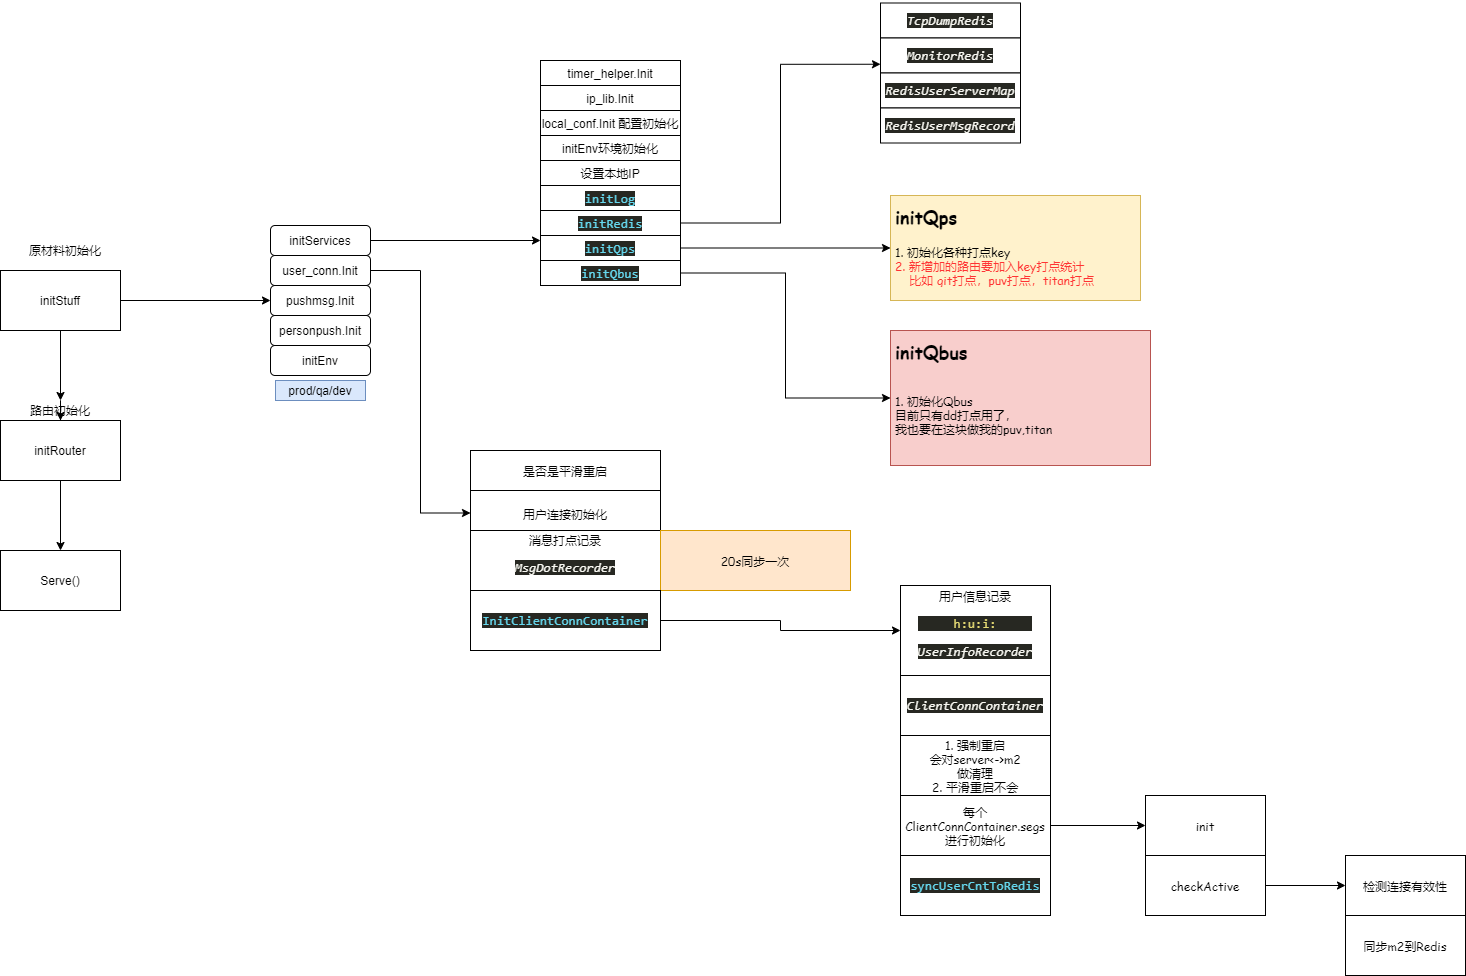 原材料初始化
initStuff
路由初始化
initRouter
Serve()
initServices
user_conn.Init
pushmsg.Init
personpush.Init
initEnv
prod/qa/dev
timer_helper.Init
ip_lib.Init
local_conf.Init 配置初始化
initEnv环境初始化
设置本地IP
initLog
initRedis
initQps
initQbus
TcpDumpRedis
MonitorRedis
RedisUserServerMap
RedisUserMsgRecord
initQps
1. 初始化各种打点key
2. 新增加的路由要加入key打点统计
比如 qit打点，puv打点，titan打点
initQbus
1. 初始化Qbus
目前只有dd打点用了，
我也要在这块做我的puv,titan
是否是平滑重启
用户连接初始化
消息打点记录
MsgDotRecorder
20s同步一次
InitClientConnContainer
用户信息记录
h:u:i:
UserInfoRecorder
ClientConnContainer
1. 强制重启
会对server<->m2
做清理
2. 平滑重启不会
每个
ClientConnContainer.segs
进行初始化
syncUserCntToRedis
init
checkActive
检测连接有效性
同步m2到Redis